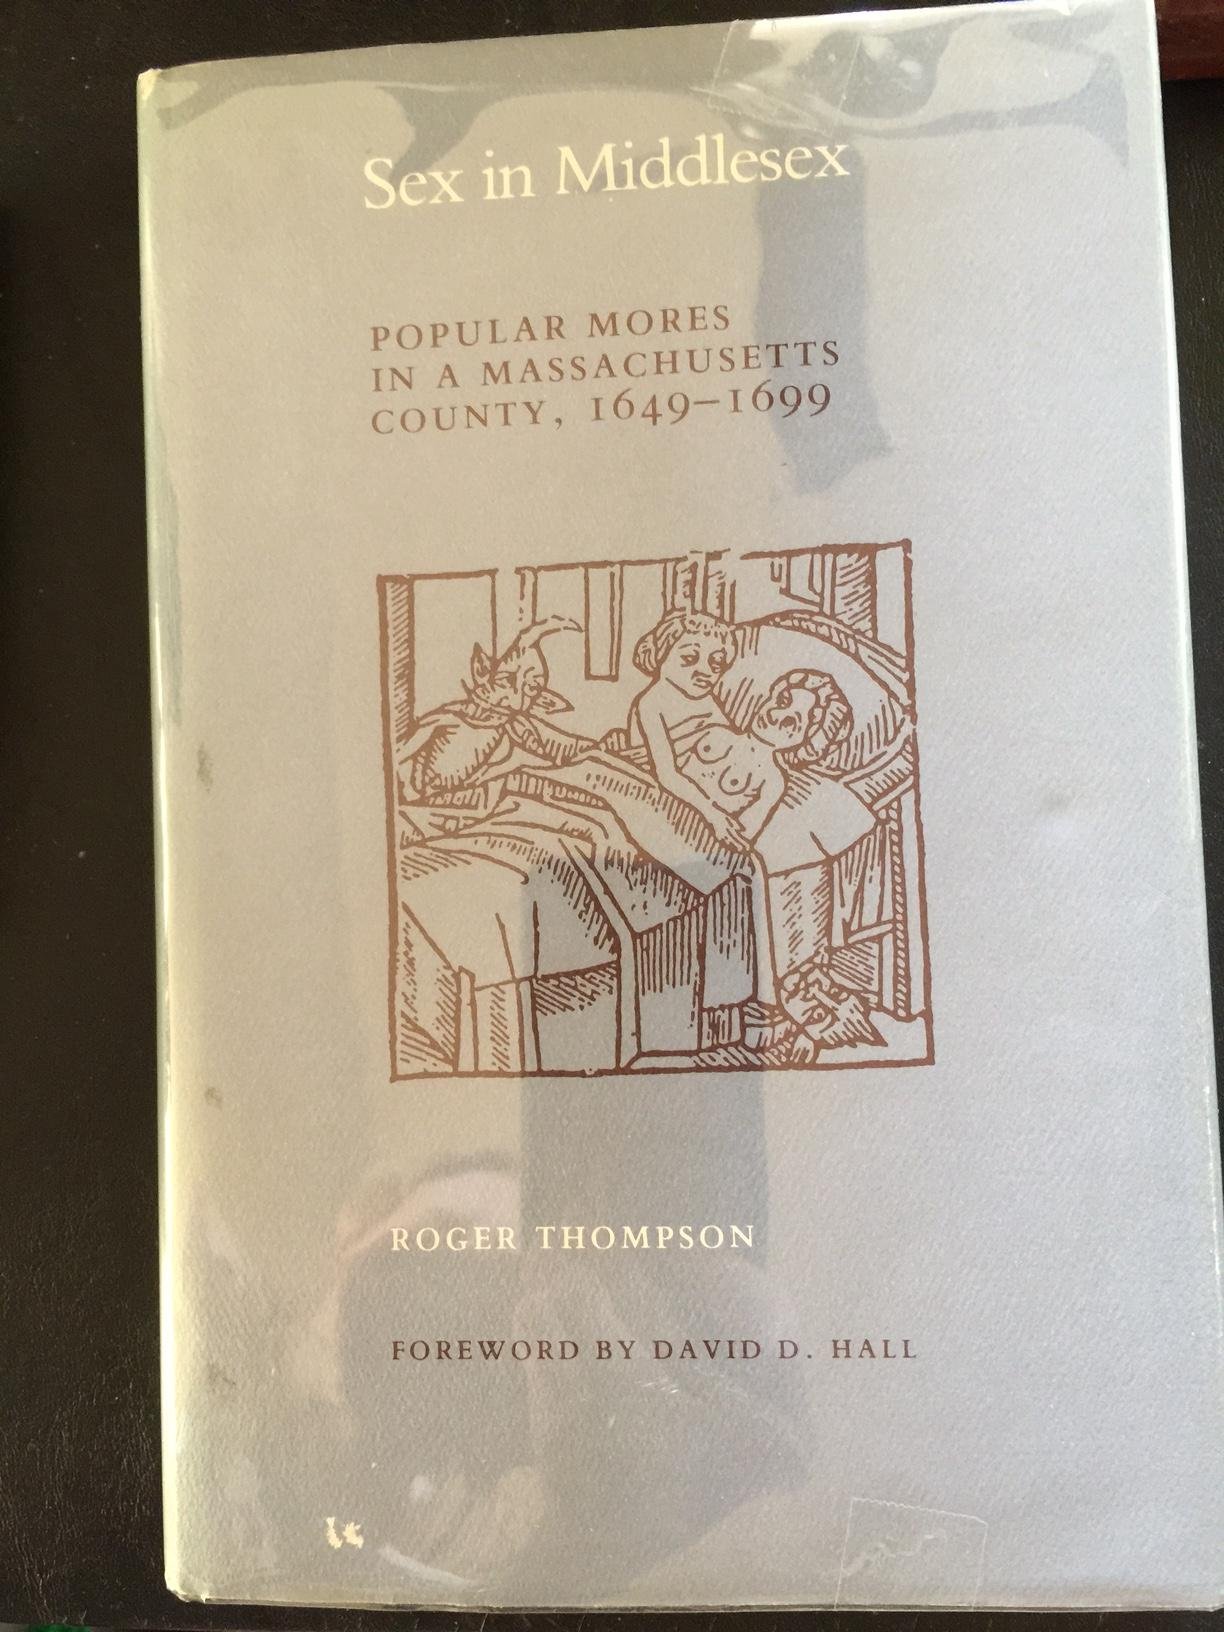 Sex in Middlesex
POPULAR MORES
IN A MASSACHUSETTS
COUNTY, 1649–1699
ROGER THOMPSON
FOREWORD BY DAVID D. HALL